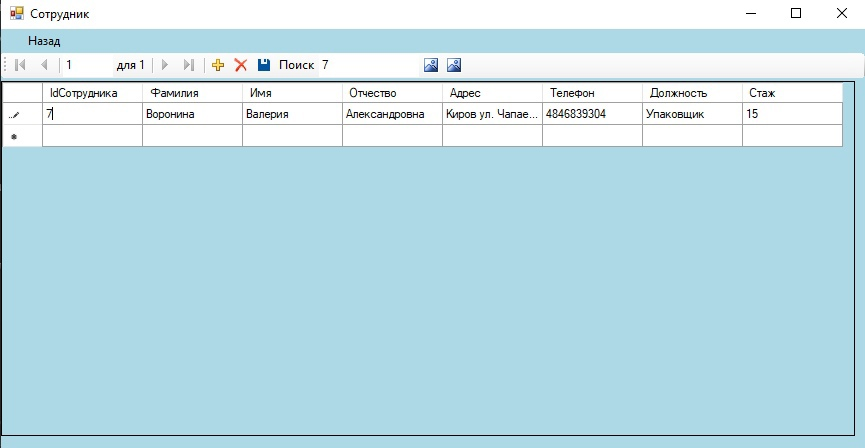 Сотрудник
Назад
1 для 1 Поиск 7
IdСотрудника Фамилия Имя Отчество Адрес Телефон Должность Стаж
7 Воронина Валерия Александровна Киров ул. Чапае... 4846839304 Упаковщик 15